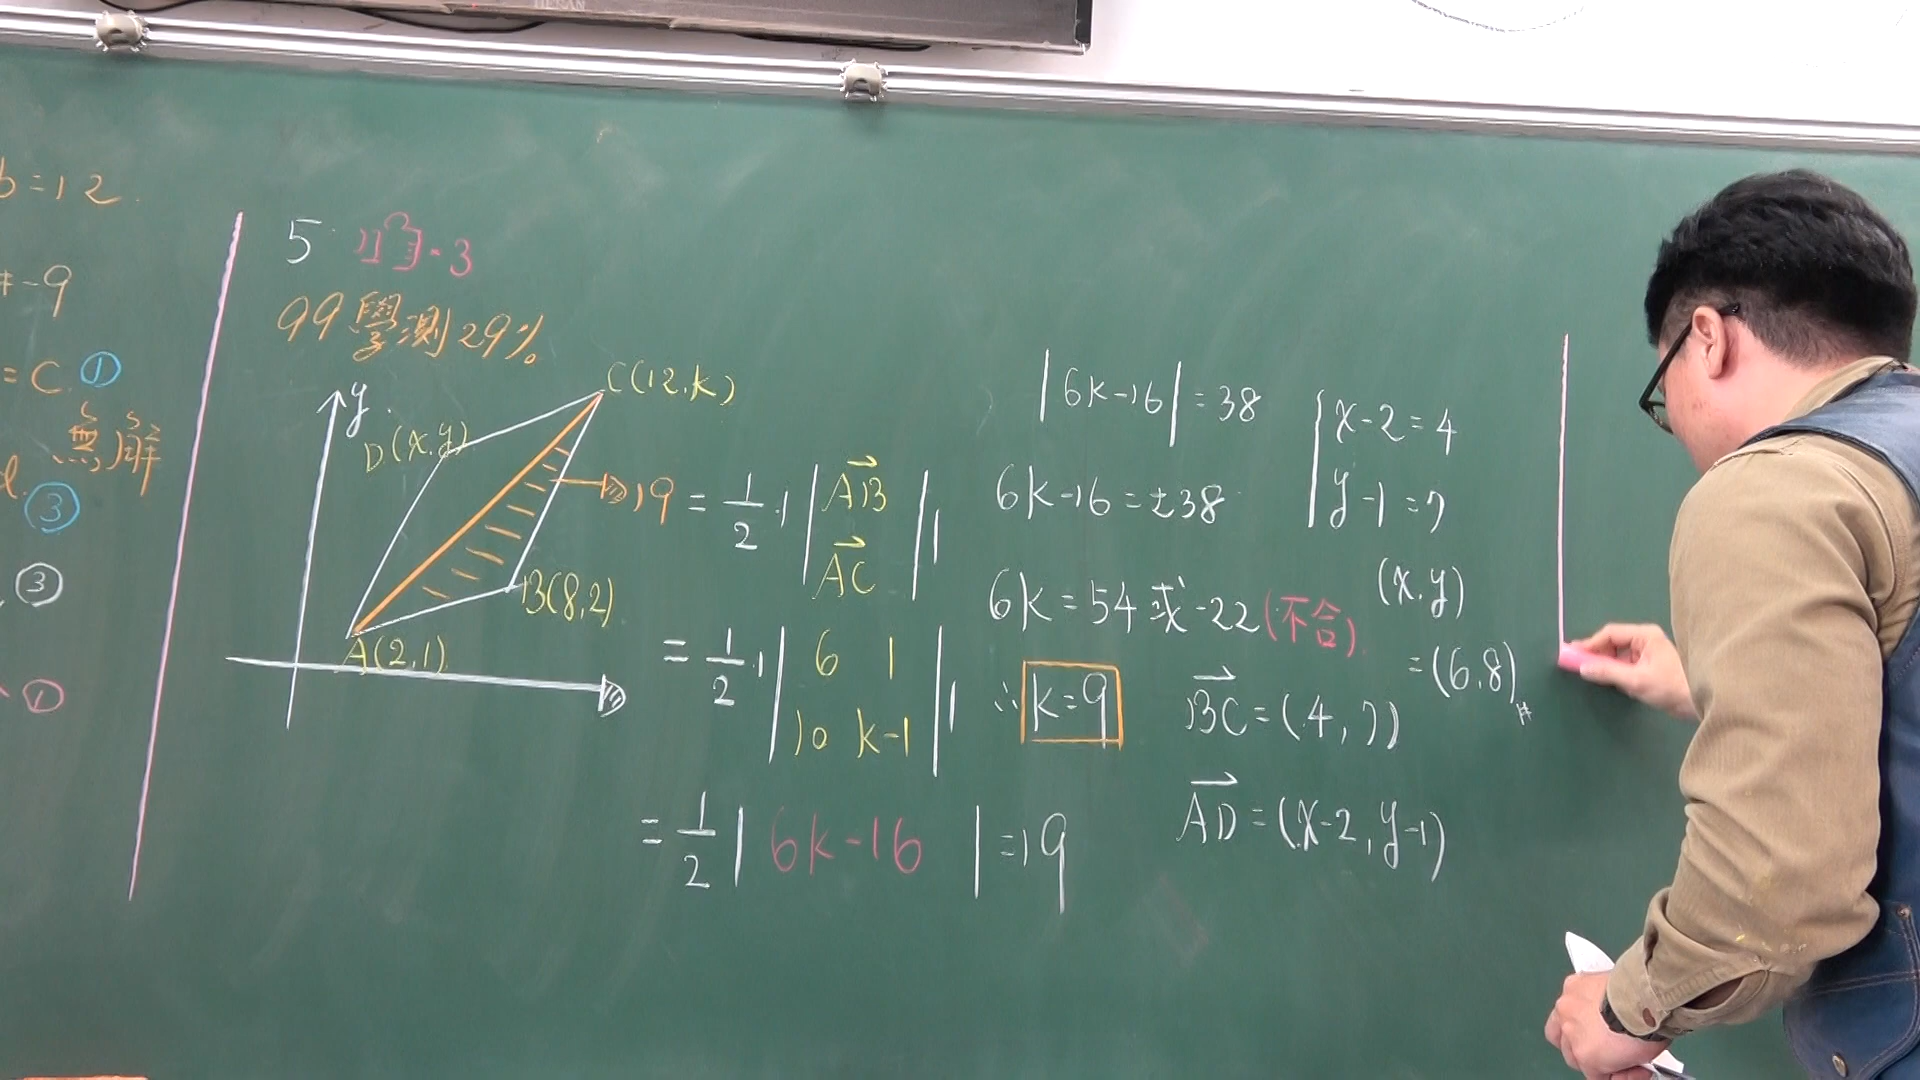 b=12
≠-9
=C ①
無解
d. ③
③
①
5 例·3
99學測29%
y
C(12,k)
D(x,y)
B(8,2)
A(2,1)
19 = 1/2 · | | AB→ AC→ | |
= 1/2 · | | 6 1 10 k-1 | |
= 1/2 | 6k-16 | = 19
|6k-16| = 38
6k-16 = ±38
6k = 54 或 -22 (不合)
∴ k=9
BC→ = (4,7)
AD→ = (x-2, y-1)
x-2 = 4
y-1 = 7
(x,y)
= (6,8)#